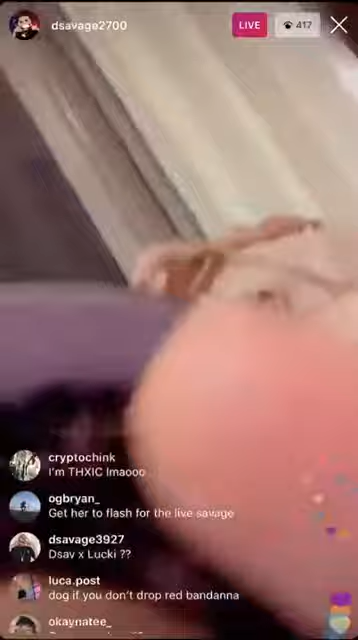 dsavage2700
LIVE
417
cryptochink
I'm THXIC lmaooo
ogbryan_
Get her to flash for the live savage
dsavage3927
Dsav x Lucki ??
luca.post
dog if you don't drop red bandanna
okaynatee_